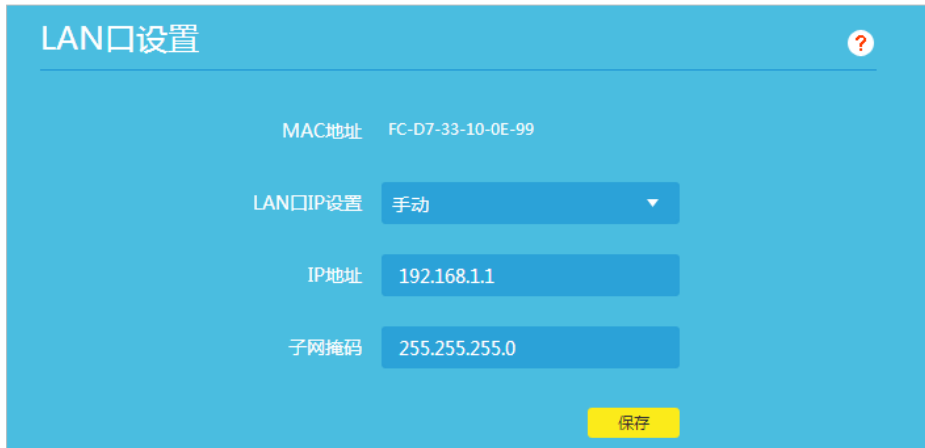 LAN口设置
?
MAC地址 FC-D7-33-10-0E-99
LAN口IP设置 手动
IP地址 192.168.1.1
子网掩码 255.255.255.0
保存